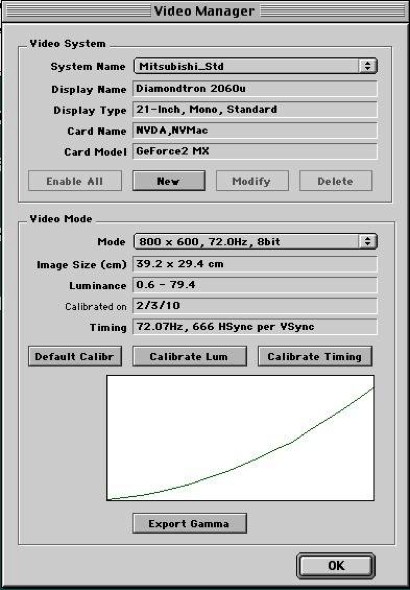 Video Manager
Video System
System Name Mitsubishi_Std
Display Name Diamondtron 2060u
Display Type 21-Inch, Mono, Standard
Card Name NVDA,NVMac
Card Model GeForce2 MX
Enable All New Modify Delete
Video Mode
Mode 800 x 600, 72.0Hz, 8bit
Image Size (cm) 39.2 x 29.4 cm
Luminance 0.6 - 79.4
Calibrated on 2/3/10
Timing 72.07Hz, 666 HSync per VSync
Default Calibr Calibrate Lum Calibrate Timing
Export Gamma
OK